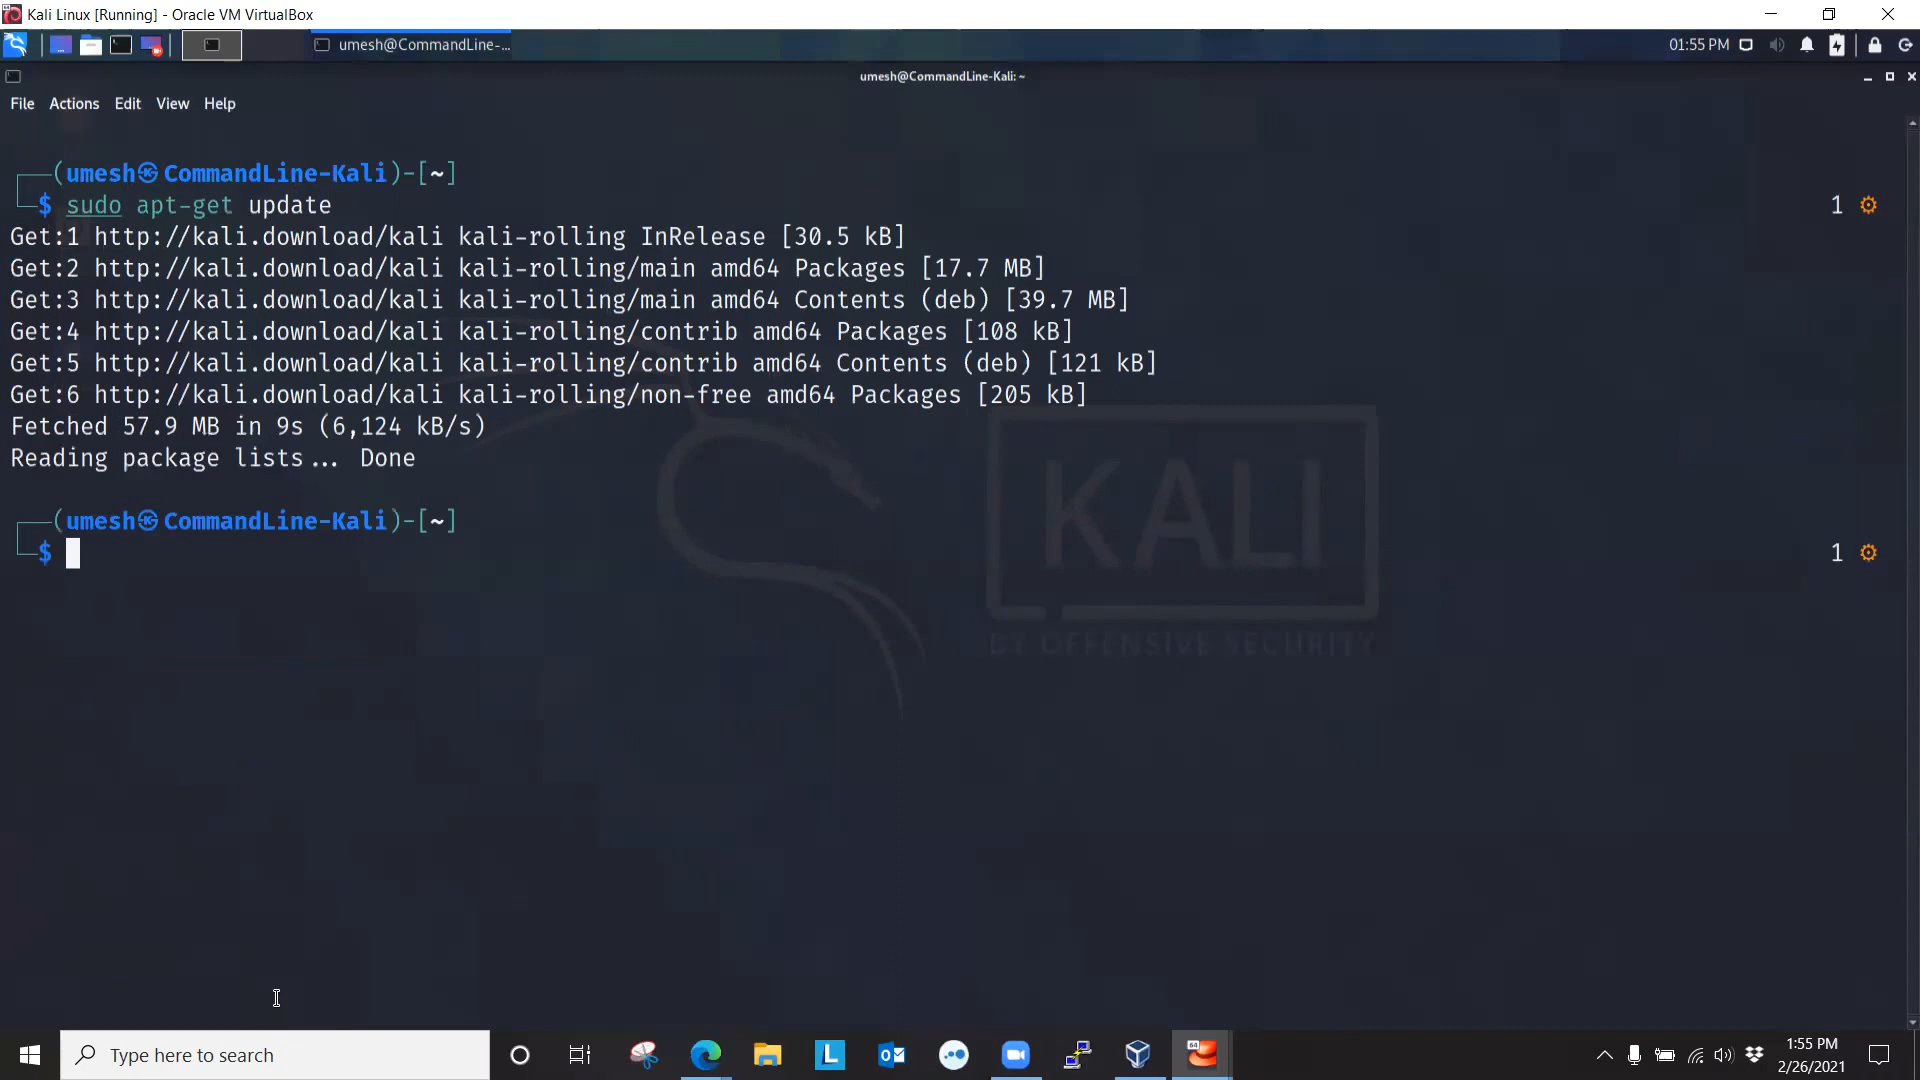 Kali Linux [Running] - Oracle VM VirtualBox
umesh@CommandLine-...
01:55 PM
umesh@CommandLine-Kali: ~
File Actions Edit View Help
(umesh㉿CommandLine-Kali)-[~]
$ sudo apt-get update
1
Get:1 http://kali.download/kali kali-rolling InRelease [30.5 kB]
Get:2 http://kali.download/kali kali-rolling/main amd64 Packages [17.7 MB]
Get:3 http://kali.download/kali kali-rolling/main amd64 Contents (deb) [39.7 MB]
Get:4 http://kali.download/kali kali-rolling/contrib amd64 Packages [108 kB]
Get:5 http://kali.download/kali kali-rolling/contrib amd64 Contents (deb) [121 kB]
Get:6 http://kali.download/kali kali-rolling/non-free amd64 Packages [205 kB]
Fetched 57.9 MB in 9s (6,124 kB/s)
Reading package lists... Done
(umesh㉿CommandLine-Kali)-[~]
$
1
KALI
BY OFFENSIVE SECURITY
Type here to search
L
64
1:55 PM
2/26/2021